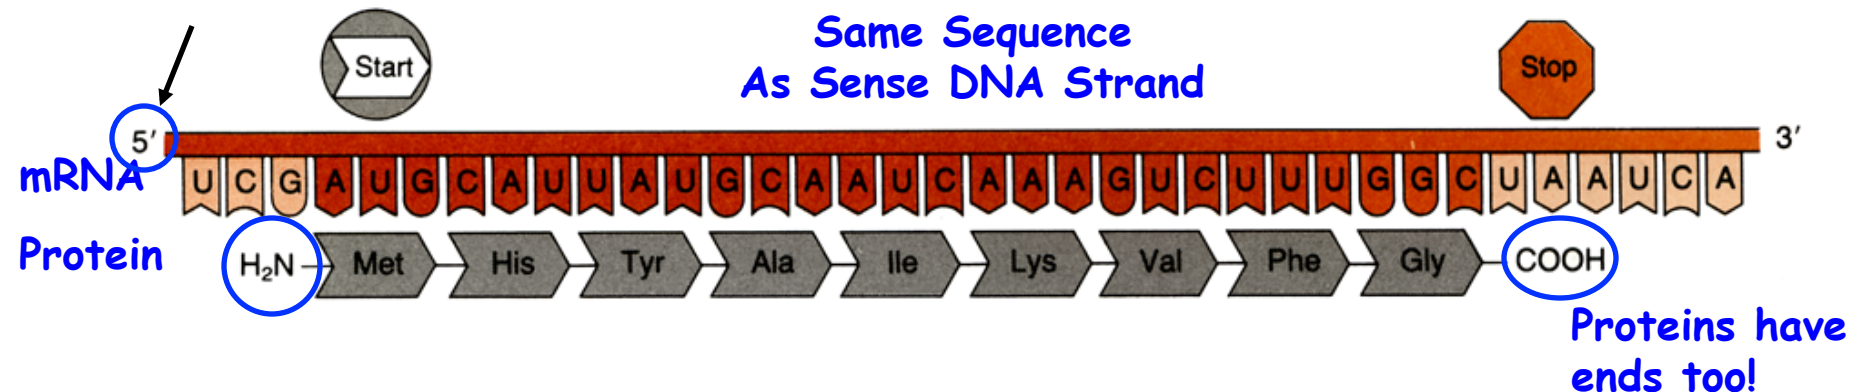 Same Sequence
As Sense DNA Strand
Start
Stop
5′
3′
mRNA
U C G A U G C A U U A U G C A A U C A A A G U C U U U G G C U A A U C A
Protein
H₂N Met His Tyr Ala Ile Lys Val Phe Gly COOH
Proteins have
ends too!